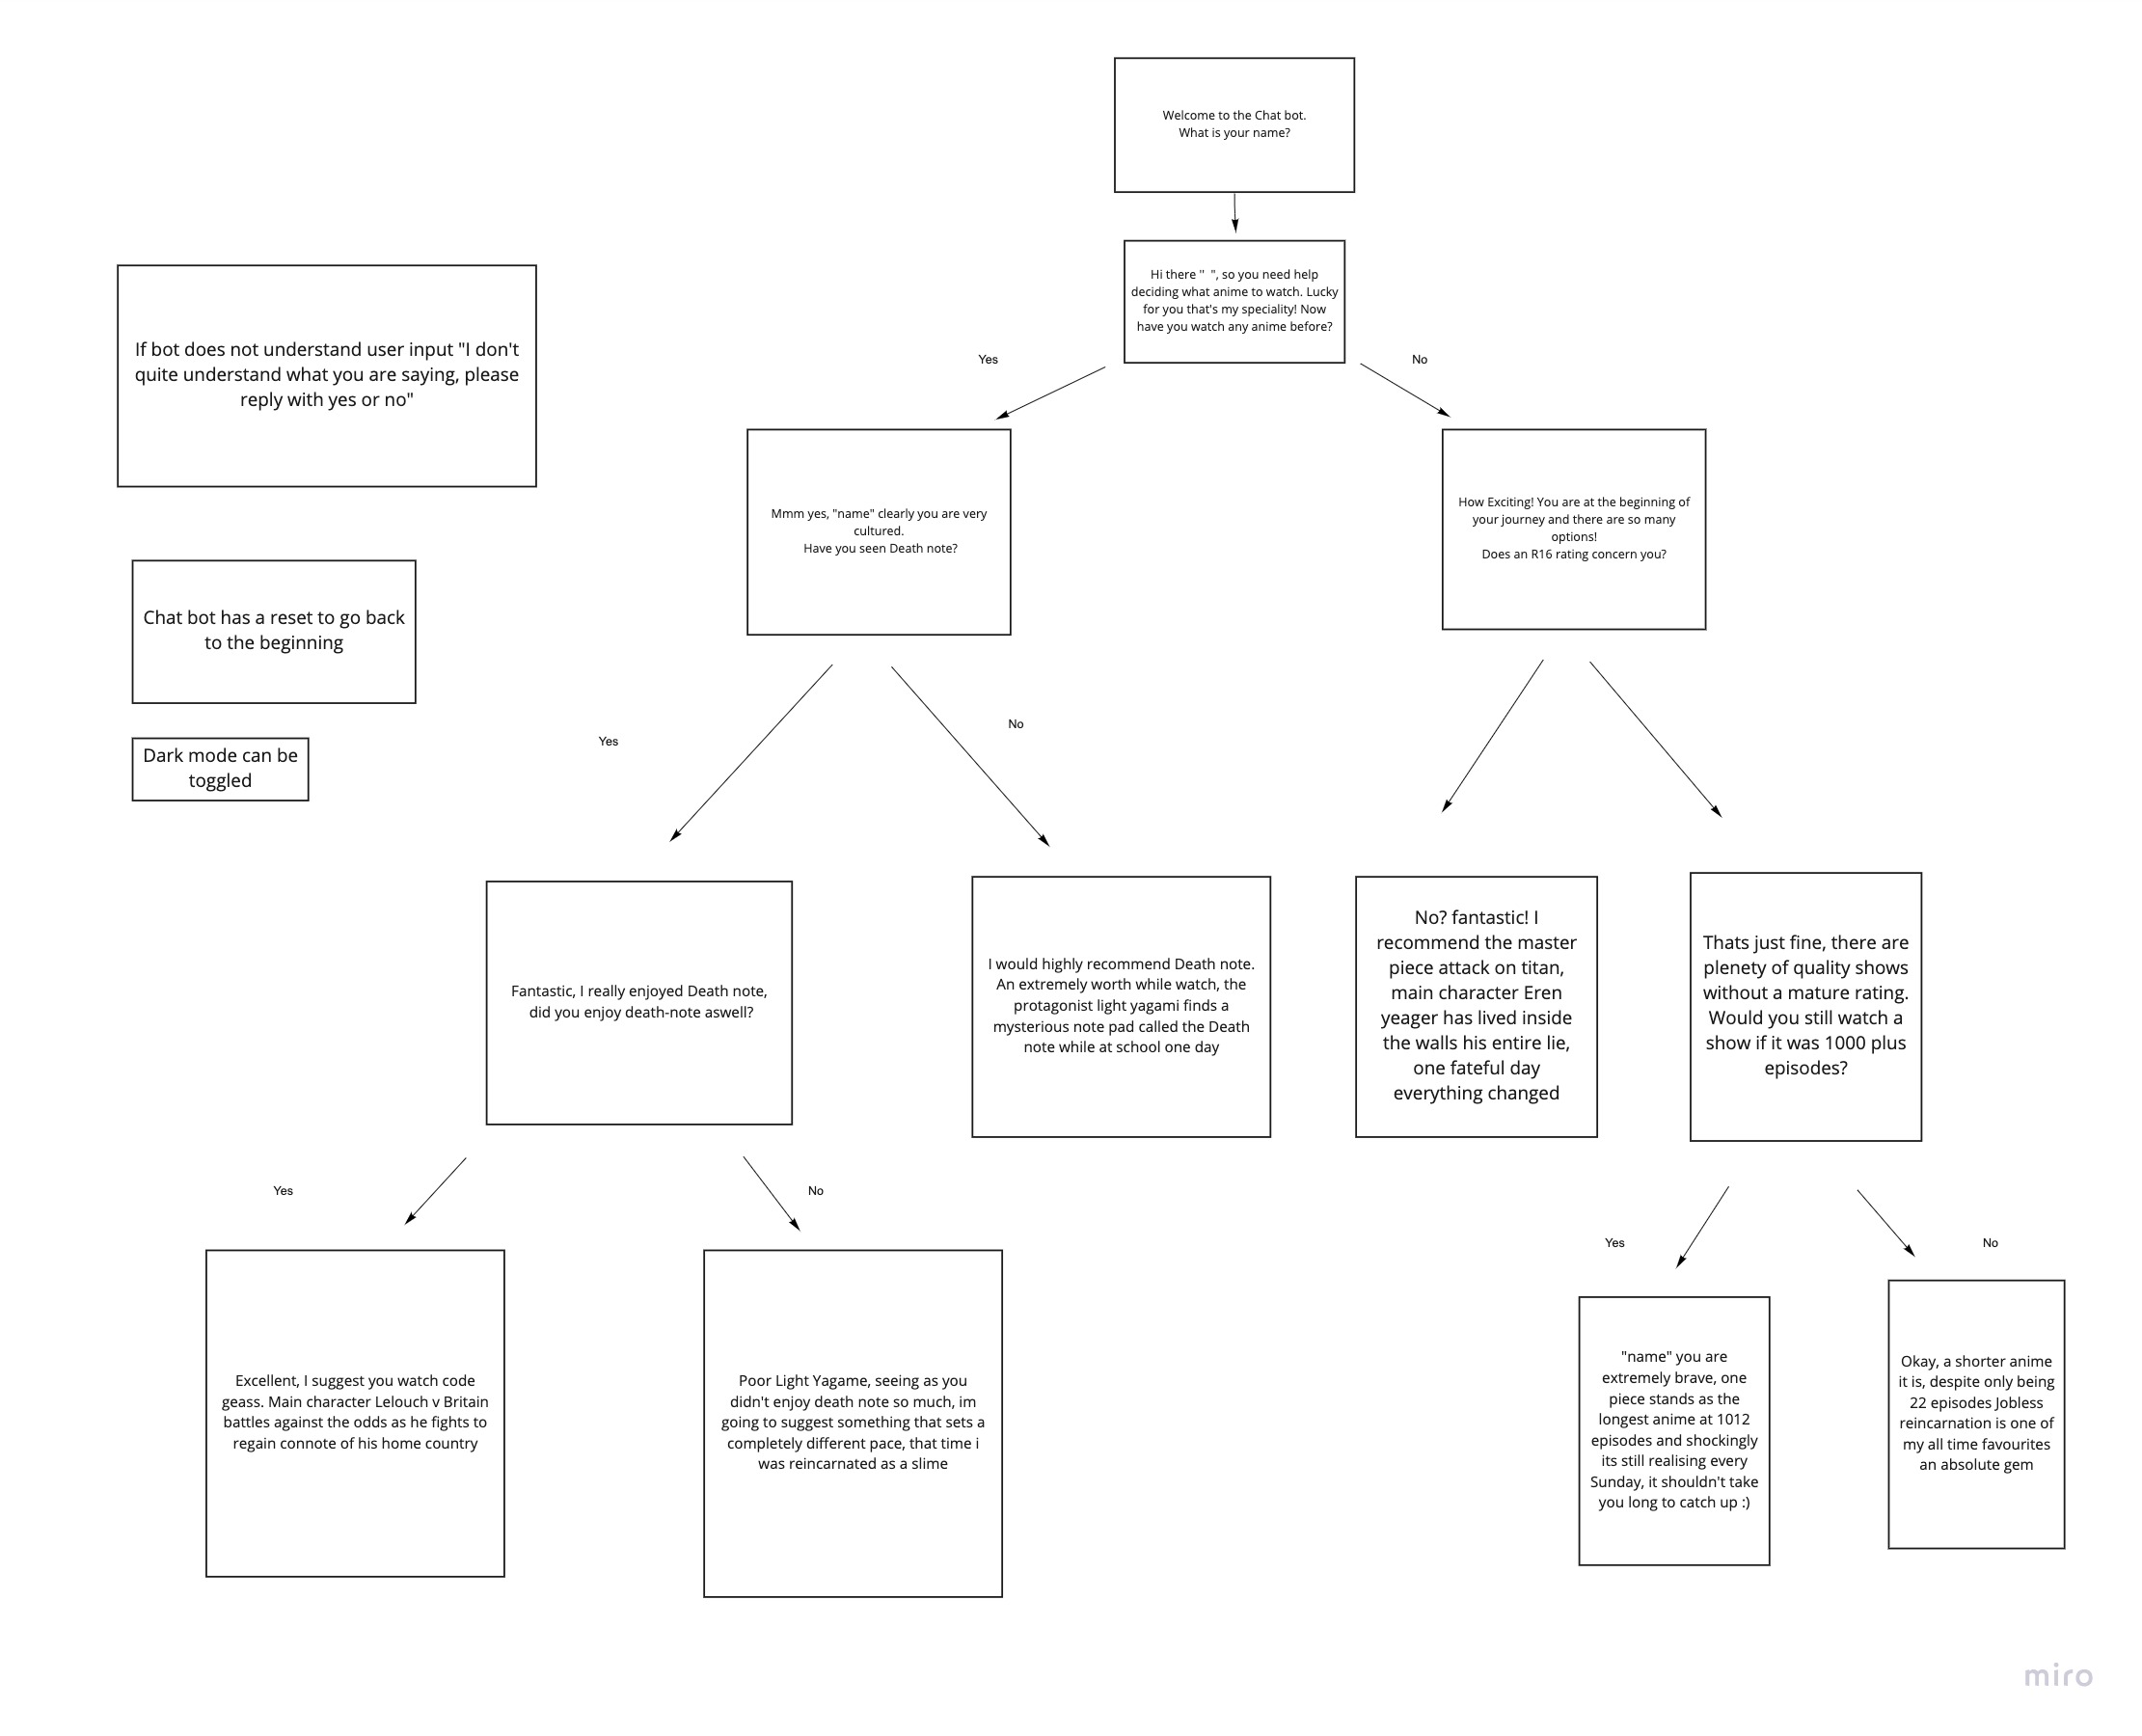 Welcome to the Chat bot.
What is your name?
Hi there "  ", so you need help
deciding what anime to watch. Lucky
for you that's my speciality! Now
have you watch any anime before?
Yes
No
If bot does not understand user input "I don't
quite understand what you are saying, please
reply with yes or no"
Mmm yes, "name" clearly you are very
cultured.
Have you seen Death note?
How Exciting! You are at the beginning of
your journey and there are so many
options!
Does an R16 rating concern you?
Chat bot has a reset to go back
to the beginning
Dark mode can be
toggled
Yes
No
Fantastic, I really enjoyed Death note,
did you enjoy death-note aswell?
I would highly recommend Death note.
An extremely worth while watch, the
protagonist light yagami finds a
mysterious note pad called the Death
note while at school one day
No? fantastic! I
recommend the master
piece attack on titan,
main character Eren
yeager has lived inside
the walls his entire lie,
one fateful day
everything changed
Thats just fine, there are
plenety of quality shows
without a mature rating.
Would you still watch a
show if it was 1000 plus
episodes?
Yes
No
Yes
No
Excellent, I suggest you watch code
geass. Main character Lelouch v Britain
battles against the odds as he fights to
regain connote of his home country
Poor Light Yagame, seeing as you
didn't enjoy death note so much, im
going to suggest something that sets a
completely different pace, that time i
was reincarnated as a slime
"name" you are
extremely brave, one
piece stands as the
longest anime at 1012
episodes and shockingly
its still realising every
Sunday, it shouldn't take
you long to catch up :)
Okay, a shorter anime
it is, despite only being
22 episodes Jobless
reincarnation is one of
my all time favourites
an absolute gem
miro